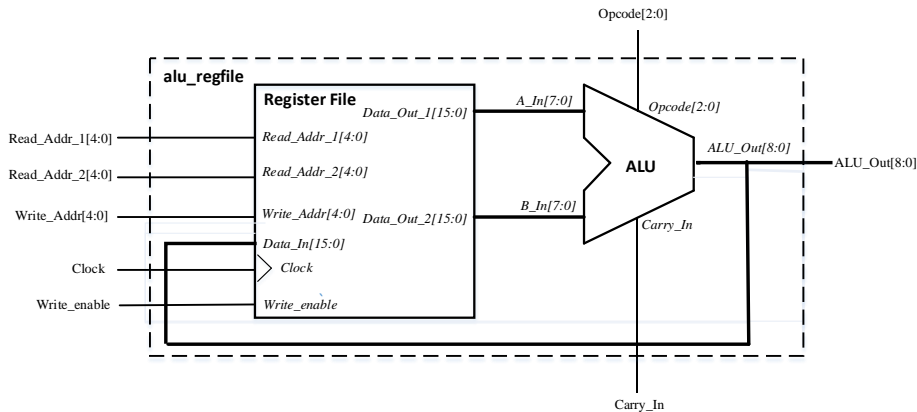 Opcode[2:0]
alu_regfile
Register File
Data_Out_1[15:0]
A_In[7:0]
Opcode[2:0]
Read_Addr_1[4:0]
Read_Addr_1[4:0]
ALU_Out[8:0]
ALU_Out[8:0]
Read_Addr_2[4:0]
Read_Addr_2[4:0]
ALU
Write_Addr[4:0]
Write_Addr[4:0]
Data_Out_2[15:0]
B_In[7:0]
Carry_In
Data_In[15:0]
Clock
Clock
Write_enable
Write_enable
Carry_In